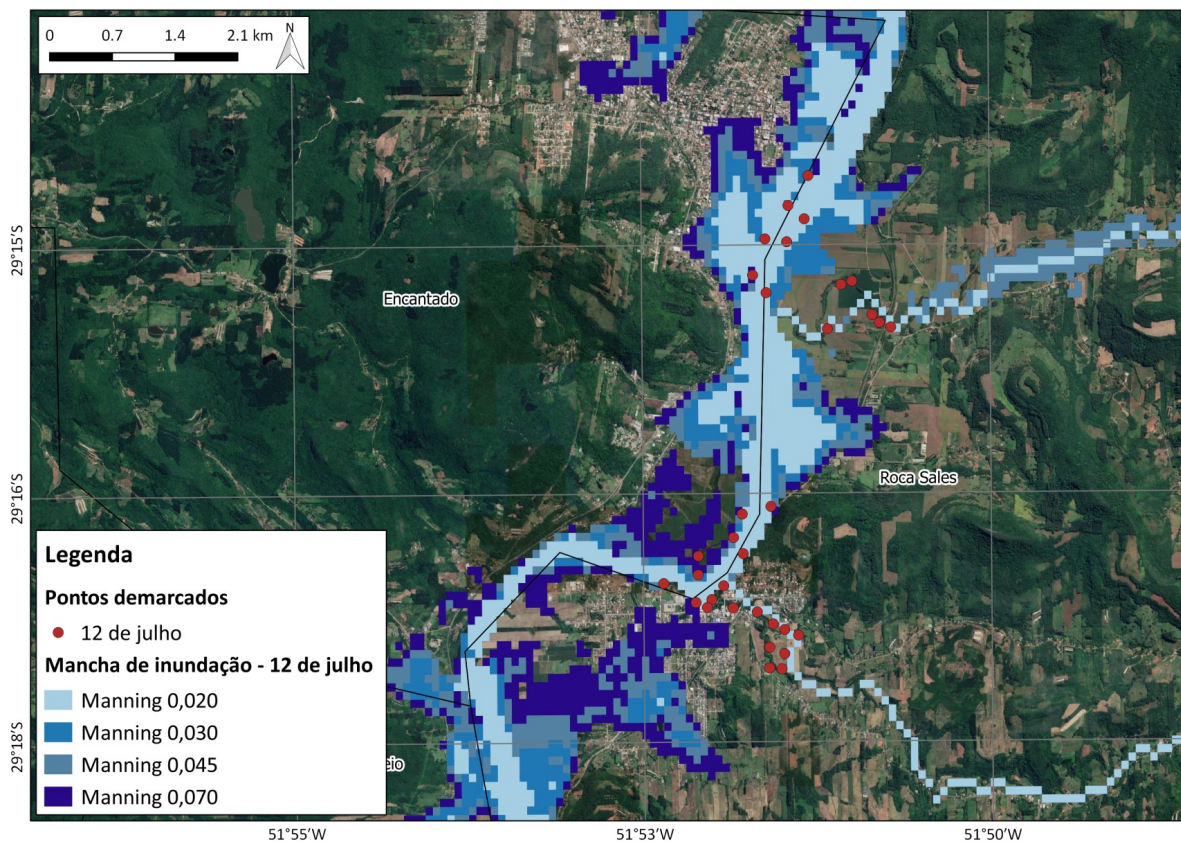 0 0.7 1.4 2.1 km
N
29°15'S
Encantado
29°16'S
Roca Sales
29°18'S
eio
Legenda
Pontos demarcados
12 de julho
Mancha de inundação - 12 de julho
Manning 0,020
Manning 0,030
Manning 0,045
Manning 0,070
51°55'W 51°53'W 51°50'W